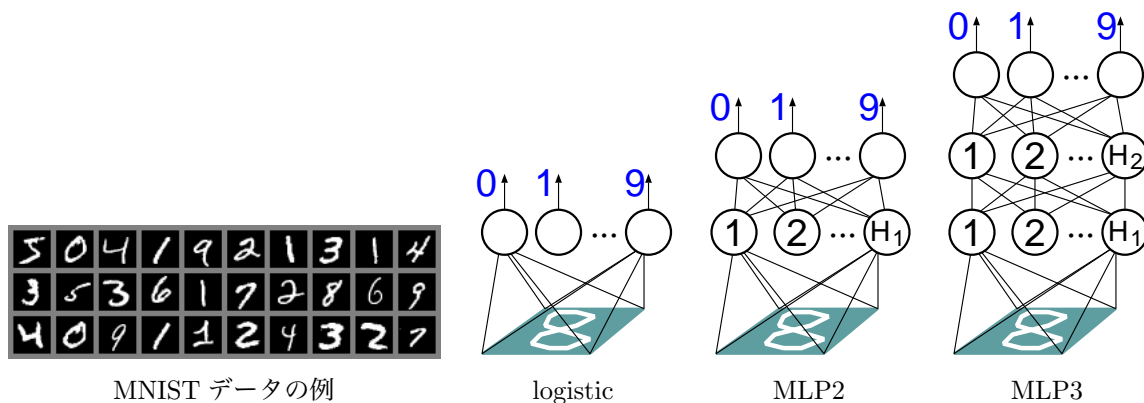 5 0 4 1 9 2 1 3 1 4
3 5 3 6 1 7 2 8 6 9
4 0 9 1 1 2 4 3 2 7
MNIST データの例
0 1 9
...
8
logistic
0 1 9
...
1 2 ... H1
8
MLP2
0 1 9
...
1 2 ... H2
1 2 ... H1
8
MLP3